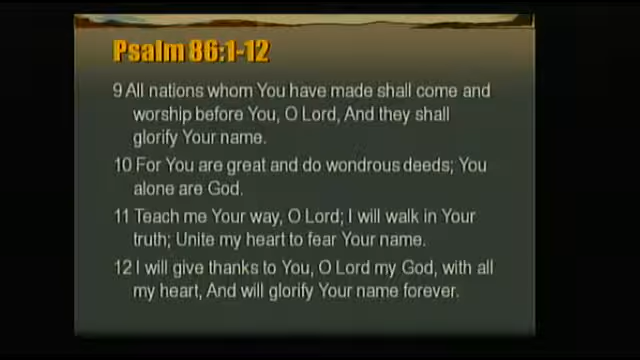 Psalm 86:1-12
9 All nations whom You have made shall come and
worship before You, O Lord, And they shall
glorify Your name.
10 For You are great and do wondrous deeds; You
alone are God.
11 Teach me Your way, O Lord; I will walk in Your
truth; Unite my heart to fear Your name.
12 I will give thanks to You, O Lord my God, with all
my heart, And will glorify Your name forever.